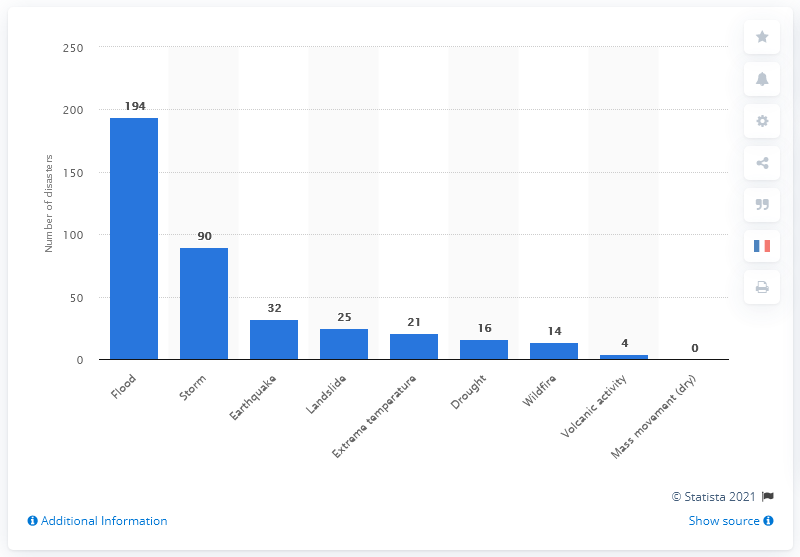 250
200
150
100
50
0
Number of disasters
194
90
32
25
21
16
14
4
0
Flood
Storm
Earthquake
Landslide
Extreme temperature
Drought
Wildfire
Volcanic activity
Mass movement (dry)
© Statista 2021
Additional Information
Show source